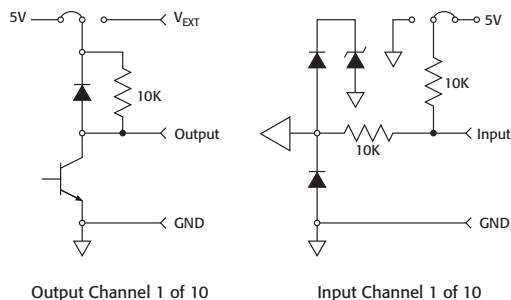 5V
V_EXT
10K
Output
GND
Output Channel 1 of 10
5V
10K
10K
Input
GND
Input Channel 1 of 10